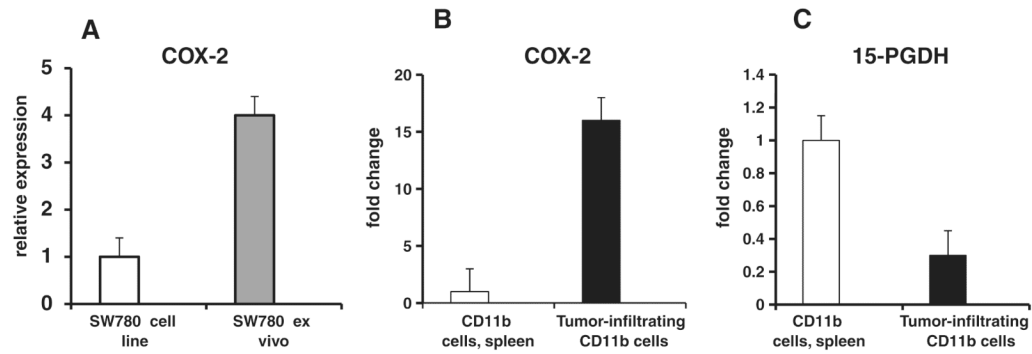 A
COX-2
relative expression
5
4
3
2
1
0
SW780 cell
line
SW780 ex
vivo
B
COX-2
fold change
20
15
10
5
0
CD11b
cells, spleen
Tumor-infiltrating
CD11b cells
C
15-PGDH
fold change
1.4
1.2
1
0.8
0.6
0.4
0.2
0
CD11b
cells, spleen
Tumor-infiltrating
CD11b cells